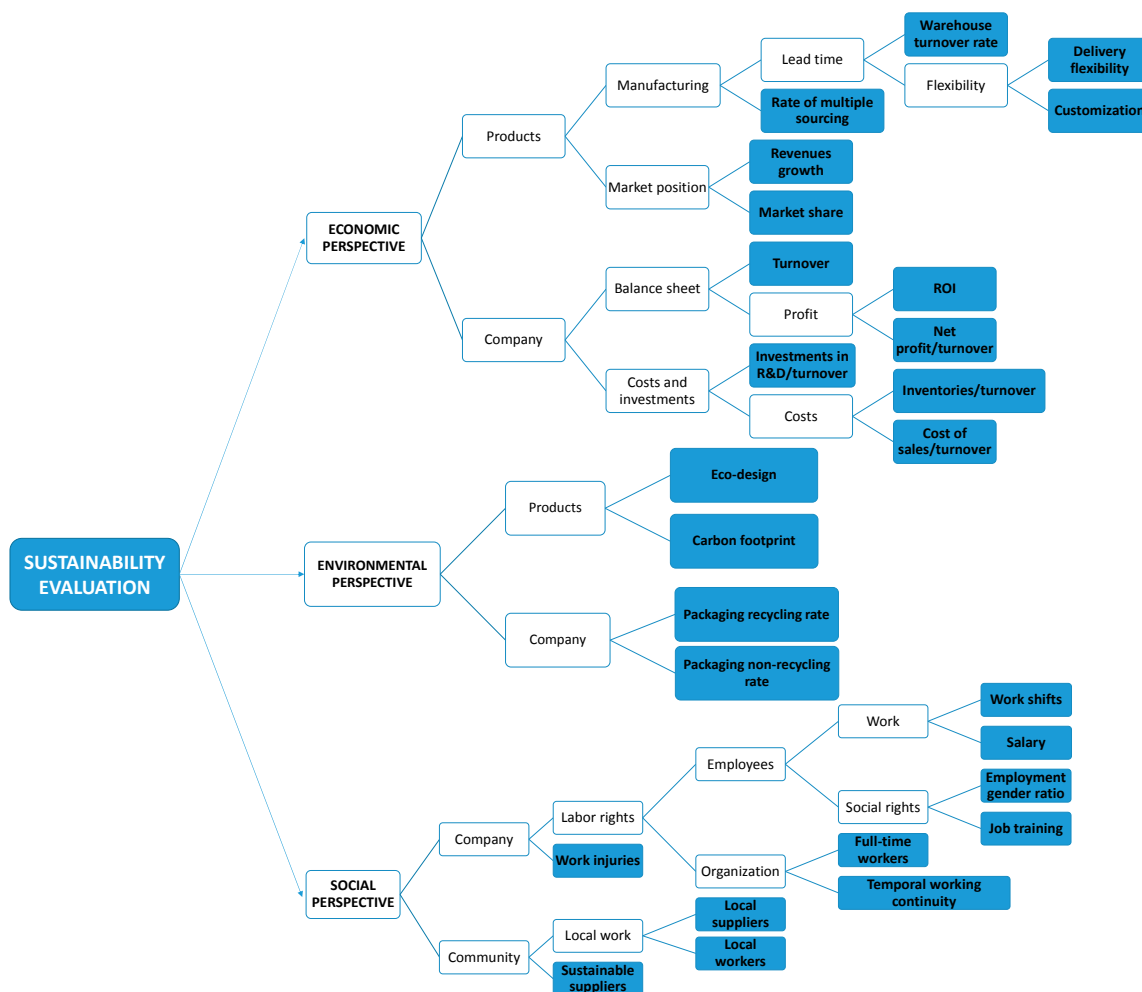 Warehouse
turnover rate
Delivery
flexibility
Lead time
Manufacturing
Flexibility
Rate of multiple
sourcing
Customization
Products
Revenues
growth
Market position
Market share
ECONOMIC
PERSPECTIVE
Turnover
Balance sheet
ROI
Profit
Company
Net
profit/turnover
Investments in
R&D/turnover
Costs and
investments
Inventories/turnover
Costs
Cost of
sales/turnover
Eco-design
Products
Carbon footprint
SUSTAINABILITY
EVALUATION
ENVIRONMENTAL
PERSPECTIVE
Packaging recycling rate
Company
Packaging non-recycling
rate
Work shifts
Work
Salary
Employees
Employment
gender ratio
Social rights
Job training
Labor rights
Company
Full-time
workers
Work injuries
Organization
Temporal working
continuity
SOCIAL
PERSPECTIVE
Local
suppliers
Local work
Local
workers
Community
Sustainable
suppliers